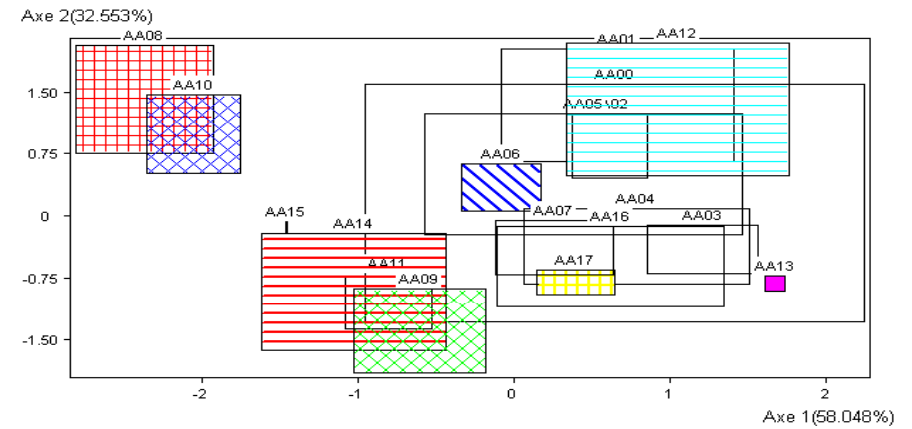 Axe 2(32.553%)
AA08
AA01
AA12
AA10
AA00
1.50
AA05
02
0.75
AA06
AA15
AA14
AA07
AA04
AA16
AA03
0
AA11
AA09
AA17
AA13
-0.75
-1.50
-2
-1
0
1
2
Axe 1(58.048%)